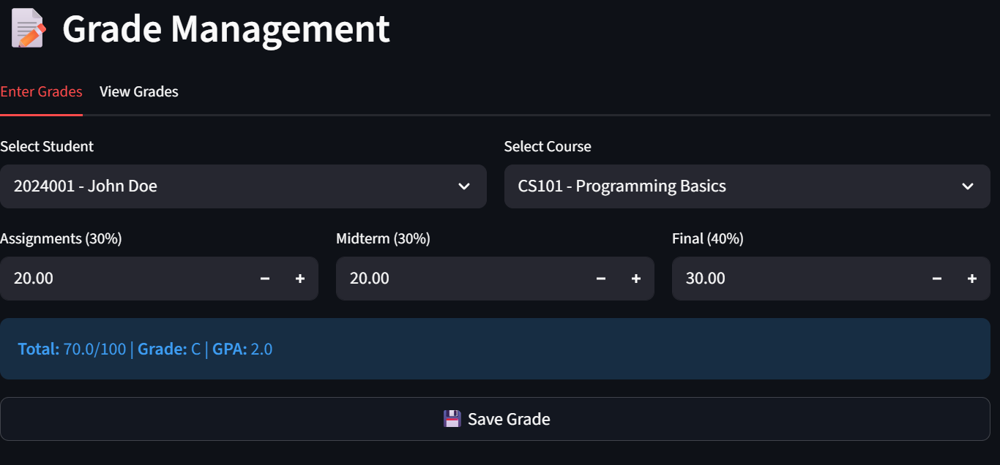 Grade Management
Enter Grades View Grades
Select Student Select Course
2024001 - John Doe CS101 - Programming Basics
Assignments (30%) Midterm (30%) Final (40%)
20.00 − + 20.00 − + 30.00 − +
Total: 70.0/100 | Grade: C | GPA: 2.0
Save Grade